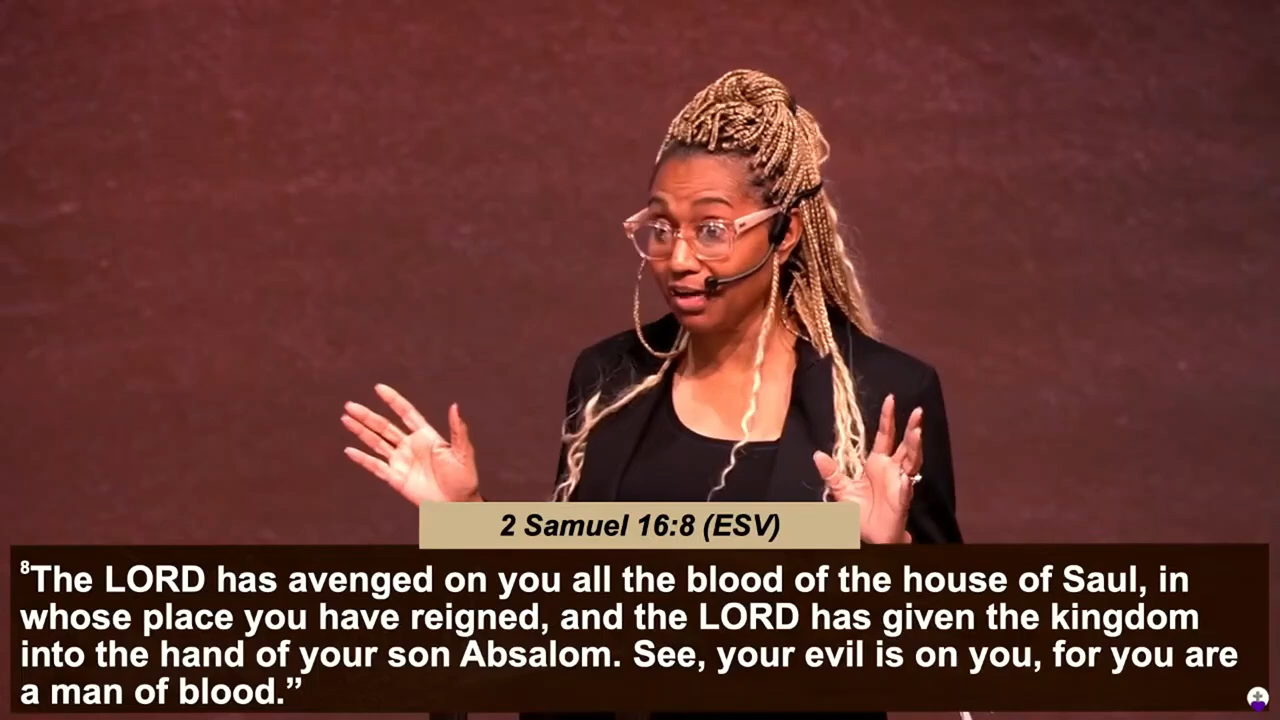 2 Samuel 16:8 (ESV)
⁸The LORD has avenged on you all the blood of the house of Saul, in
whose place you have reigned, and the LORD has given the kingdom
into the hand of your son Absalom. See, your evil is on you, for you are
a man of blood.”